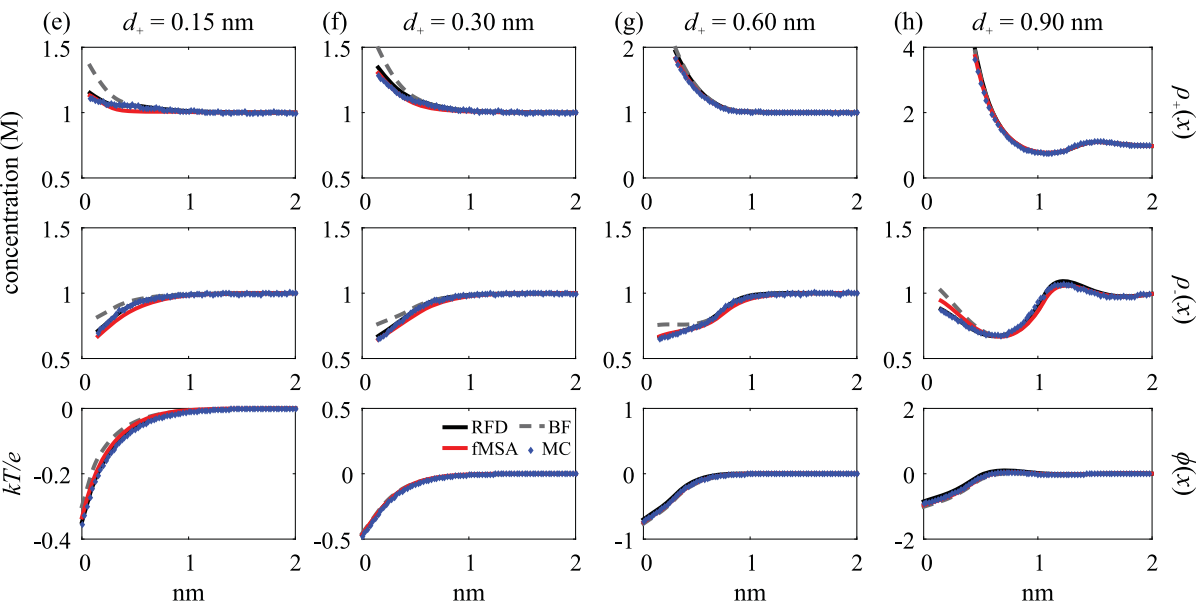 (e) d₊ = 0.15 nm (f) d₊ = 0.30 nm (g) d₊ = 0.60 nm (h) d₊ = 0.90 nm
1.5 1.5 2 4
1 1 1 2
0.5 0.5 0 0
0 1 2 0 1 2 0 1 2 0 1 2
concentration (M)
ρ₊(x)
1.5 1.5 1.5 1.5
1 1 1 1
0.5 0.5 0.5 0.5
0 1 2 0 1 2 0 1 2 0 1 2
ρ₋(x)
0 0.5 1 2
-0.2 0 0 0
-0.4 -0.5 -1 -2
RFD BF
fMSA MC
0 1 2 0 1 2 0 1 2 0 1 2
kT/e
ϕ(x)
nm nm nm nm